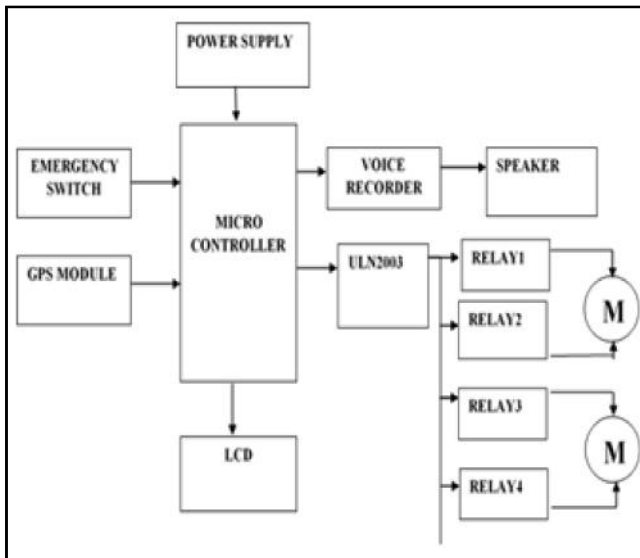 POWER SUPPLY
EMERGENCY
SWITCH
VOICE
RECORDER
SPEAKER
MICRO
CONTROLLER
GPS MODULE
ULN2003
RELAY1
M
RELAY2
RELAY3
M
LCD
RELAY4